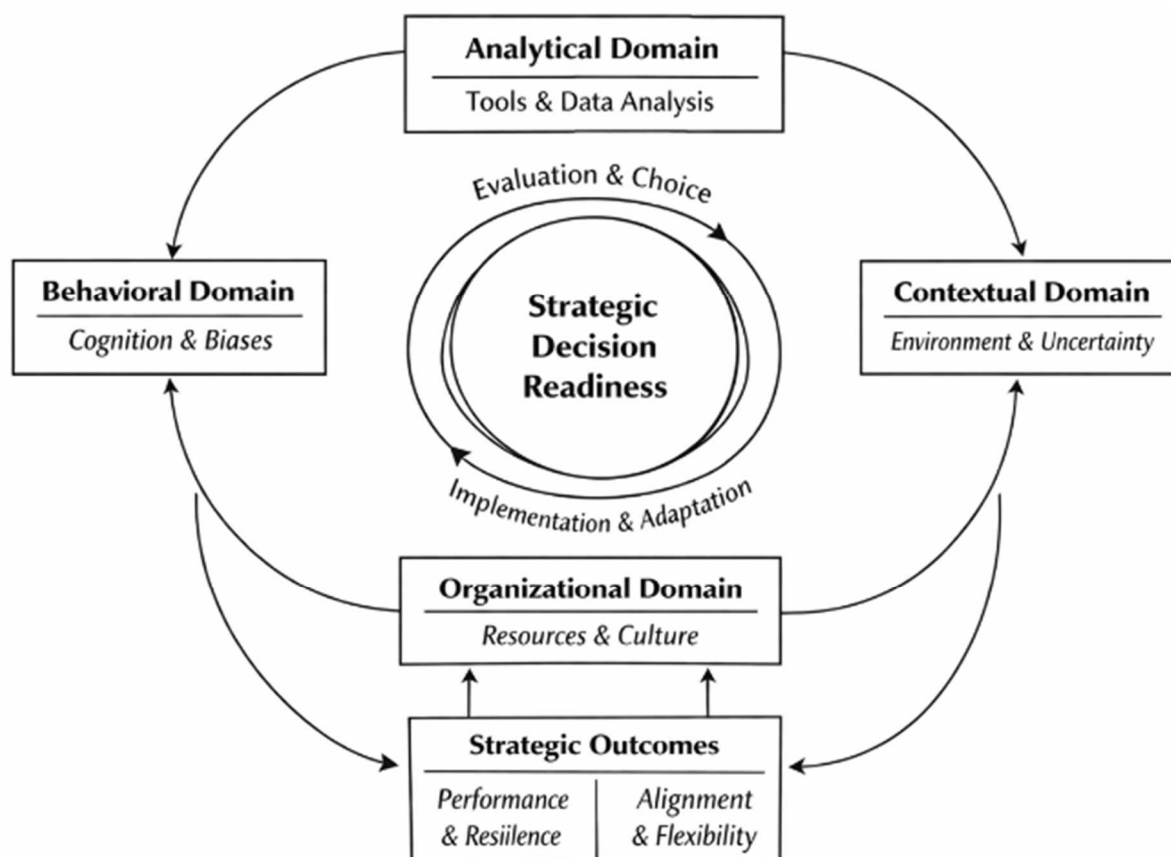 Analytical Domain
Tools & Data Analysis
Evaluation & Choice
Behavioral Domain
Cognition & Biases
Strategic
Decision
Readiness
Contextual Domain
Environment & Uncertainty
Implementation & Adaptation
Organizational Domain
Resources & Culture
Strategic Outcomes
Performance
& Resiilence
Alignment
& Flexibility